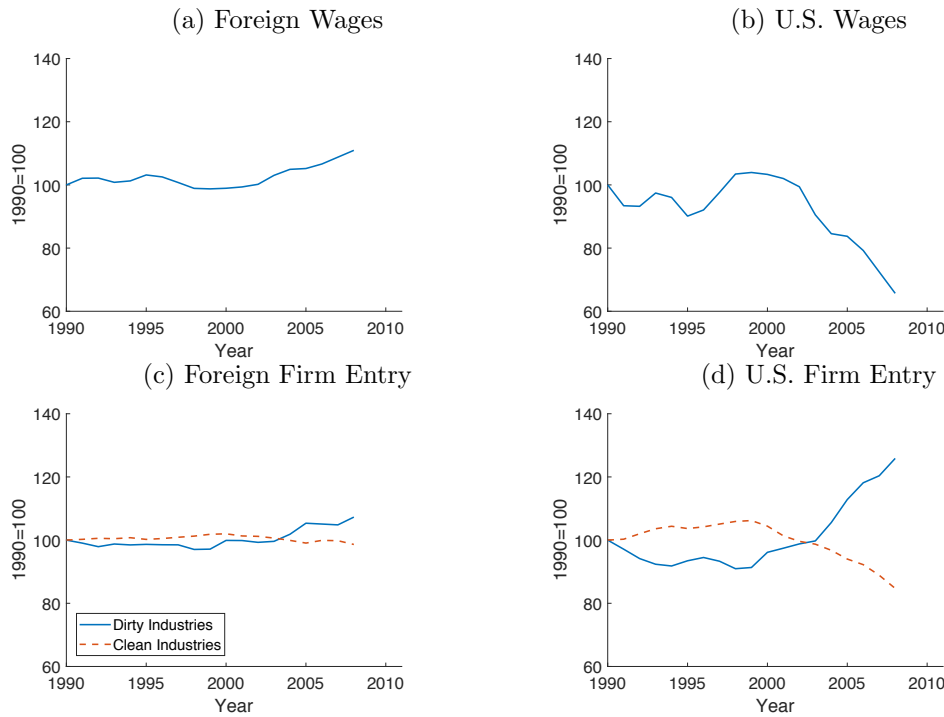 (a) Foreign Wages
140
120
100
80
60
1990=100
1990 1995 2000 2005 2010
Year
(b) U.S. Wages
140
120
100
80
60
1990=100
1990 1995 2000 2005 2010
Year
(c) Foreign Firm Entry
140
120
100
80
60
1990=100
Dirty Industries
Clean Industries
1990 1995 2000 2005 2010
Year
(d) U.S. Firm Entry
140
120
100
80
60
1990=100
1990 1995 2000 2005 2010
Year